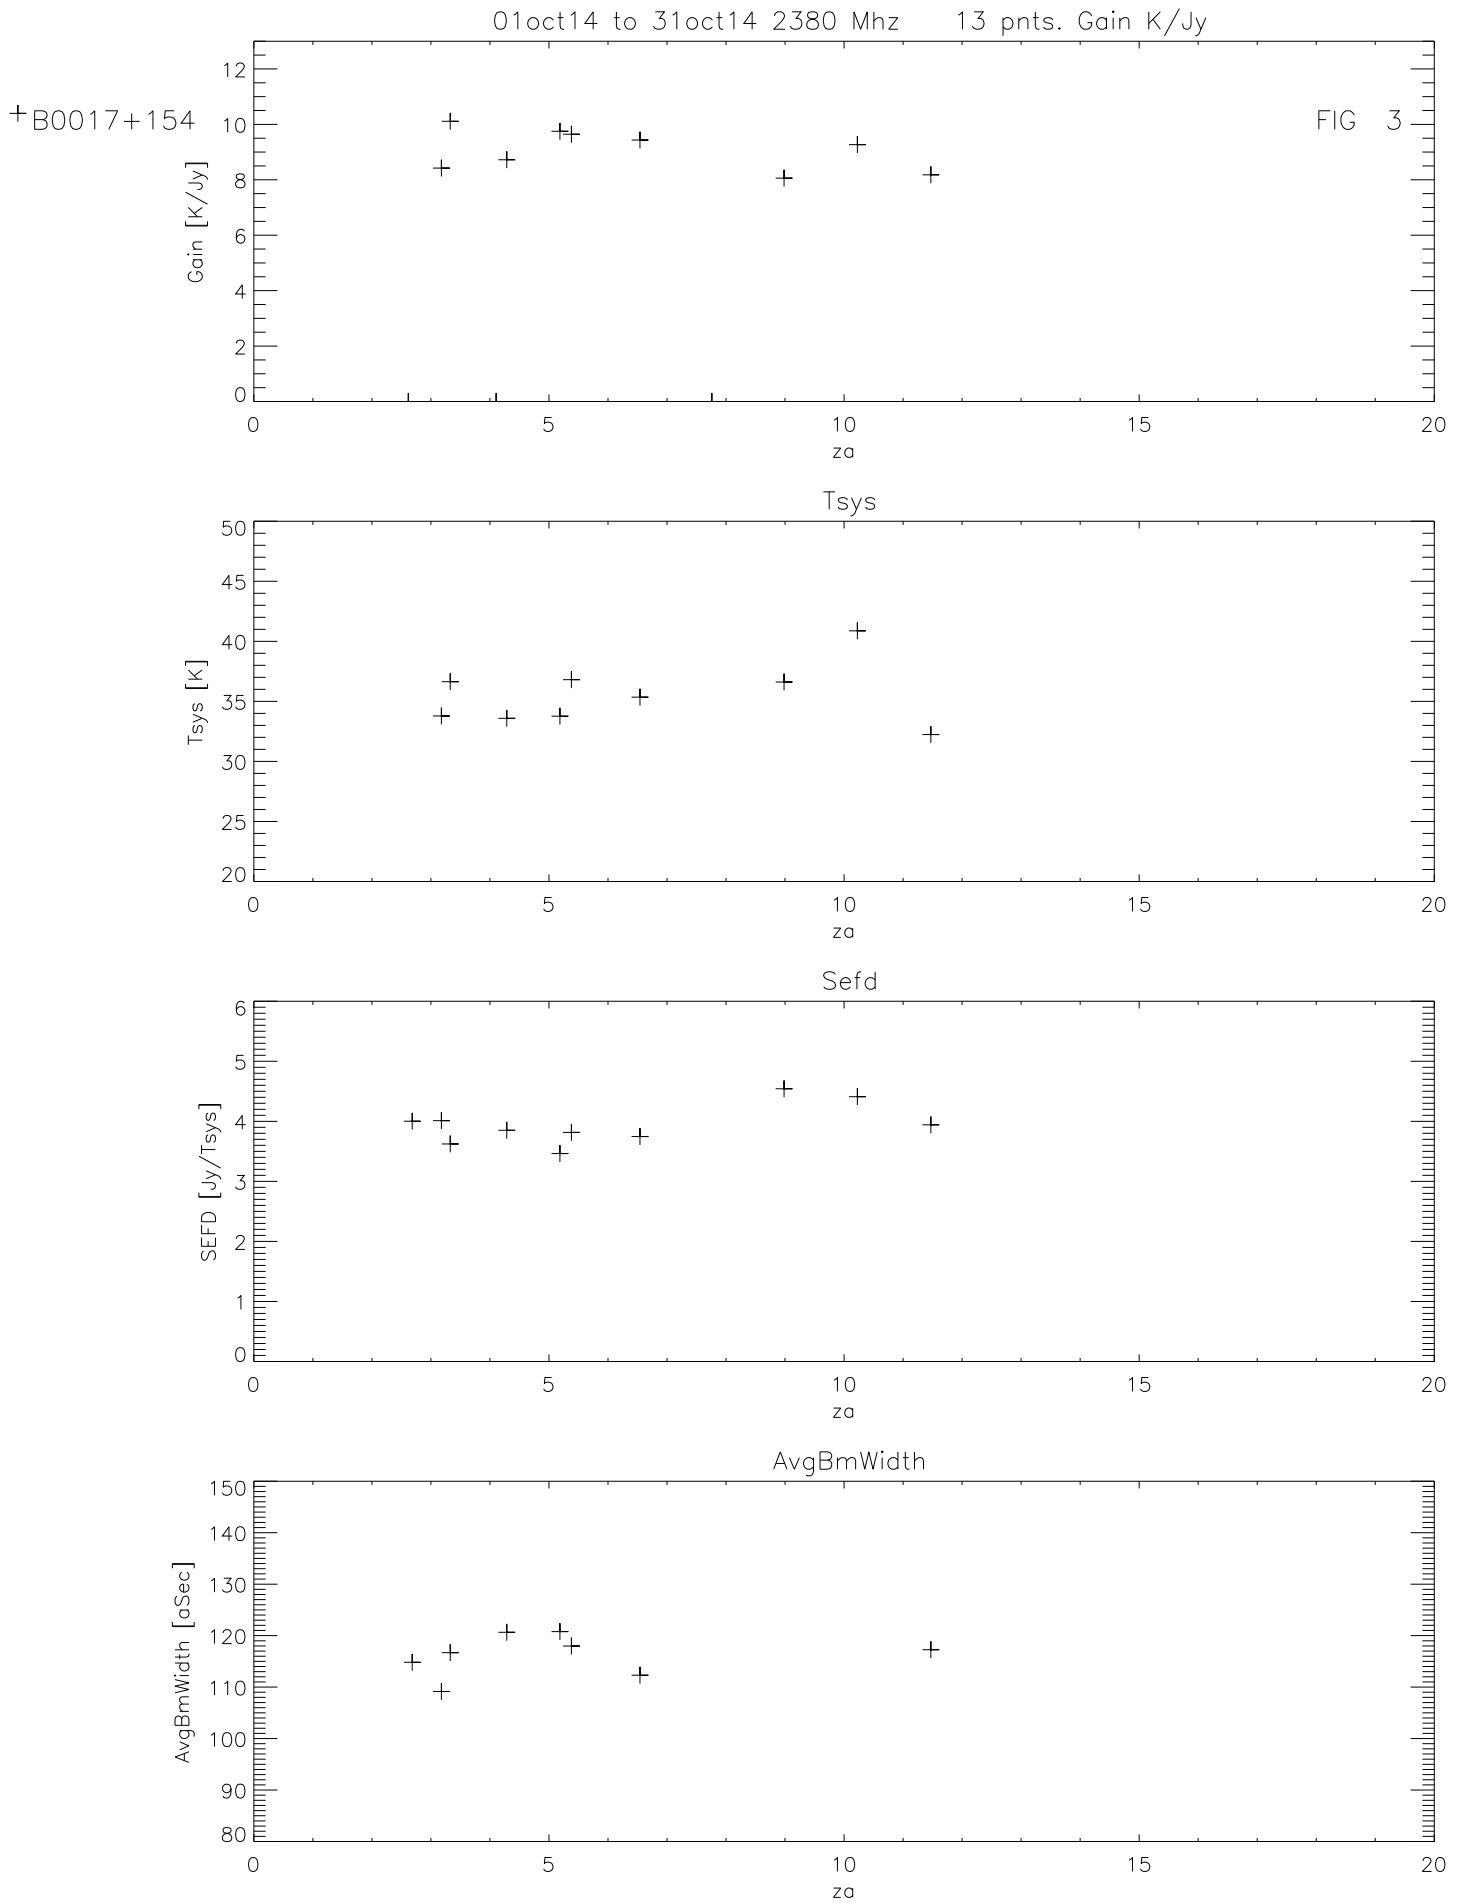 01oct14 to 31oct14 2380 Mhz 13 pnts. Gain K/Jy
+B0017+154
FIG 3
Gain [K/Jy]
12
10
8
6
4
2
0
0 5 10 15 20
za
Tsys
Tsys [K]
50
45
40
35
30
25
20
0 5 10 15 20
za
Sefd
SEFD [Jy/Tsys]
6
5
4
3
2
1
0
0 5 10 15 20
za
AvgBmWidth
AvgBmWidth [aSec]
150
140
130
120
110
100
90
80
0 5 10 15 20
za